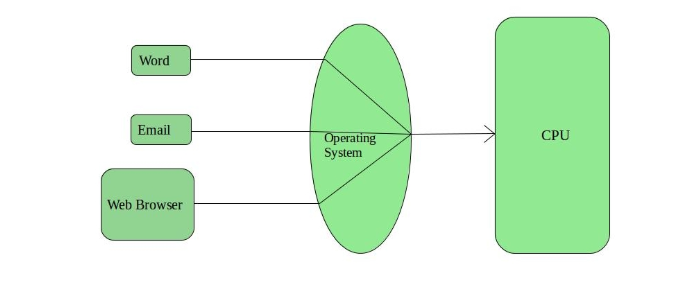 Word
Email
Web Browser
Operating
System
CPU